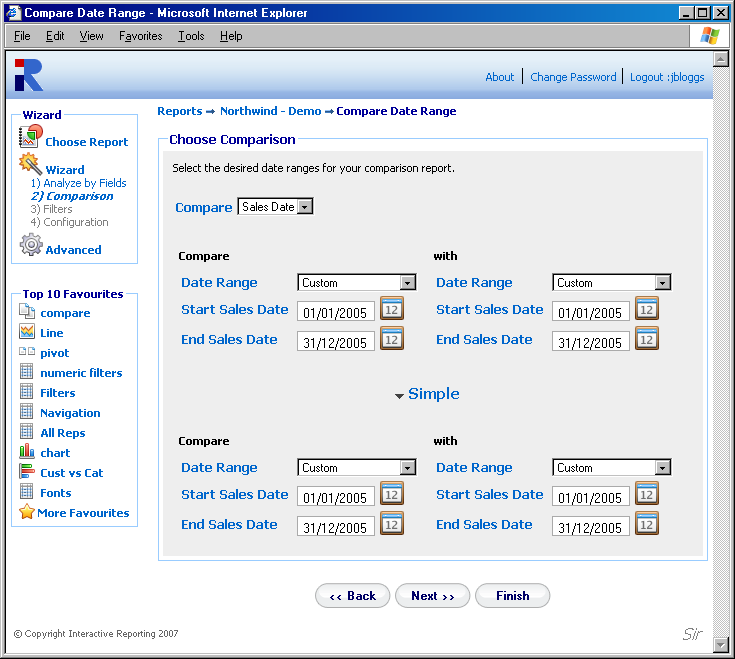 Compare Date Range - Microsoft Internet Explorer
File Edit View Favorites Tools Help
R
About Change Password Logout :jbloggs
Reports → Northwind - Demo → Compare Date Range
Wizard
Choose Report
Wizard
1) Analyze by Fields
2) Comparison
3) Filters
4) Configuration
Advanced
Top 10 Favourites
compare
Line
pivot
numeric filters
Filters
Navigation
All Reps
chart
Cust vs Cat
Fonts
More Favourites
Choose Comparison
Select the desired date ranges for your comparison report.
Compare Sales Date
Compare with
Date Range Custom Date Range Custom
Start Sales Date 01/01/2005 12 Start Sales Date 01/01/2005 12
End Sales Date 31/12/2005 12 End Sales Date 31/12/2005 12
Simple
Compare with
Date Range Custom Date Range Custom
Start Sales Date 01/01/2005 12 Start Sales Date 01/01/2005 12
End Sales Date 31/12/2005 12 End Sales Date 31/12/2005 12
<< Back Next >> Finish
© Copyright Interactive Reporting 2007 Sir